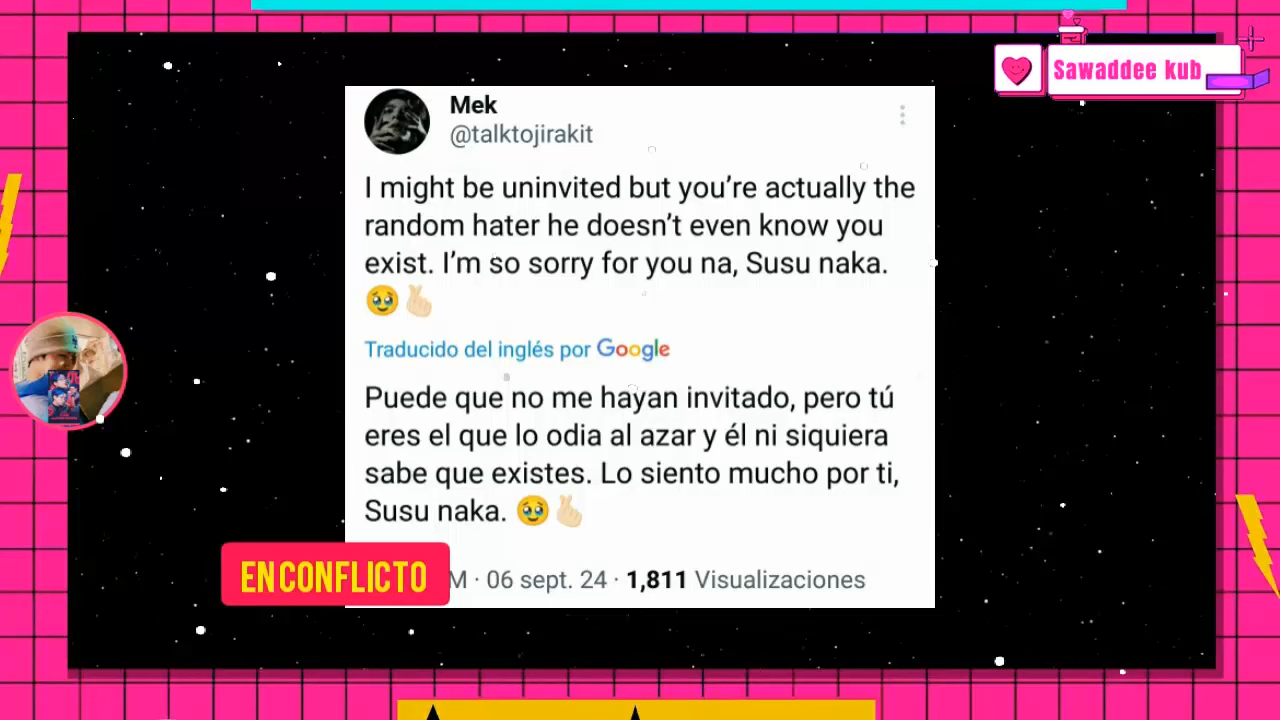 Sawaddee kub
Mek
@talktojirakit
I might be uninvited but you're actually the
random hater he doesn't even know you
exist. I'm so sorry for you na, Susu naka.
🥹🫰🏻
Traducido del inglés por Google
Puede que no me hayan invitado, pero tú
eres el que lo odia al azar y él ni siquiera
sabe que existes. Lo siento mucho por ti,
Susu naka. 🥹🫰🏻
EN CONFLICTO
M · 06 sept. 24 · 1,811 Visualizaciones